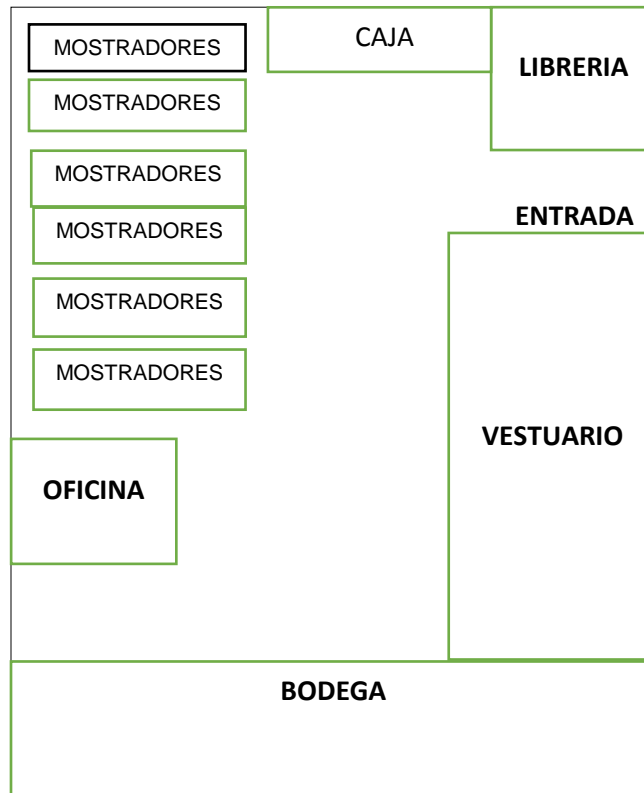 MOSTRADORES
CAJA
LIBRERIA
MOSTRADORES
MOSTRADORES
MOSTRADORES
ENTRADA
MOSTRADORES
MOSTRADORES
VESTUARIO
OFICINA
BODEGA